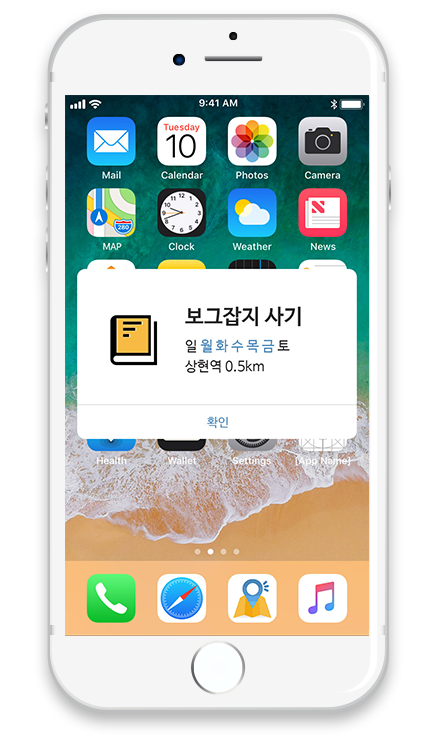 9:41 AM
Tuesday
10
Mail
Calendar
Photos
Camera
280
MAP
Clock
Weather
News
보그잡지 사기
일 월 화 수 목 금 토
상현역 0.5km
확인
Health
Wallet
Settings
[App Name]